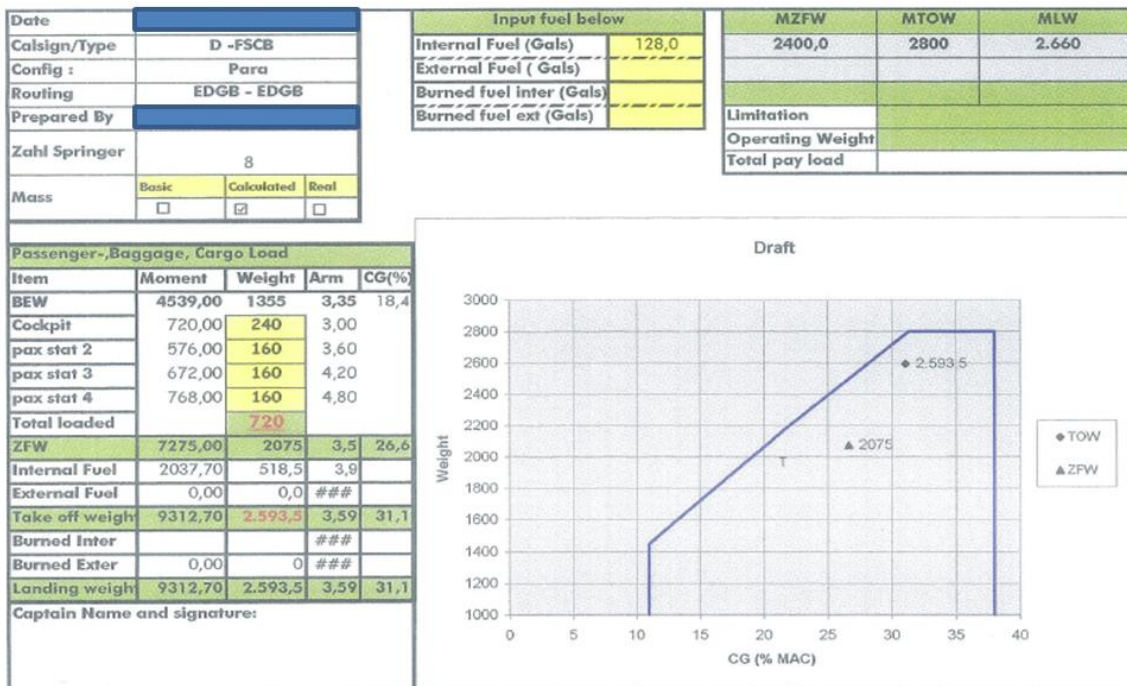 Date
Calsign/Type D -FSCB
Config : Para
Routing EDGB - EDGB
Prepared By
Zahl Springer 8
Mass Basic Calculated Real
Input fuel below
Internal Fuel (Gals) 128,0
External Fuel ( Gals)
Burned fuel inter (Gals)
Burned fuel ext (Gals)
MZFW MTOW MLW
2400,0 2800 2.660
Limitation
Operating Weight
Total pay load
Passenger-,Baggage, Cargo Load
Item Moment Weight Arm CG(%)
BEW 4539,00 1355 3,35 18,4
Cockpit 720,00 240 3,00
pax stat 2 576,00 160 3,60
pax stat 3 672,00 160 4,20
pax stat 4 768,00 160 4,80
Total loaded 720
ZFW 7275,00 2075 3,5 26,6
Internal Fuel 2037,70 518,5 3,9
External Fuel 0,00 0,0 ###
Take off weigh 9312,70 2.593,5 3,59 31,1
Burned Inter ###
Burned Exter 0,00 0 ###
Landing weigh 9312,70 2.593,5 3,59 31,1
Captain Name and signature:
Draft
Weight
3000
2800
2600
2400
2200
2000
1800
1600
1400
1200
1000
2.593,5
2075
T
0 5 10 15 20 25 30 35 40
CG (% MAC)
TOW
ZFW